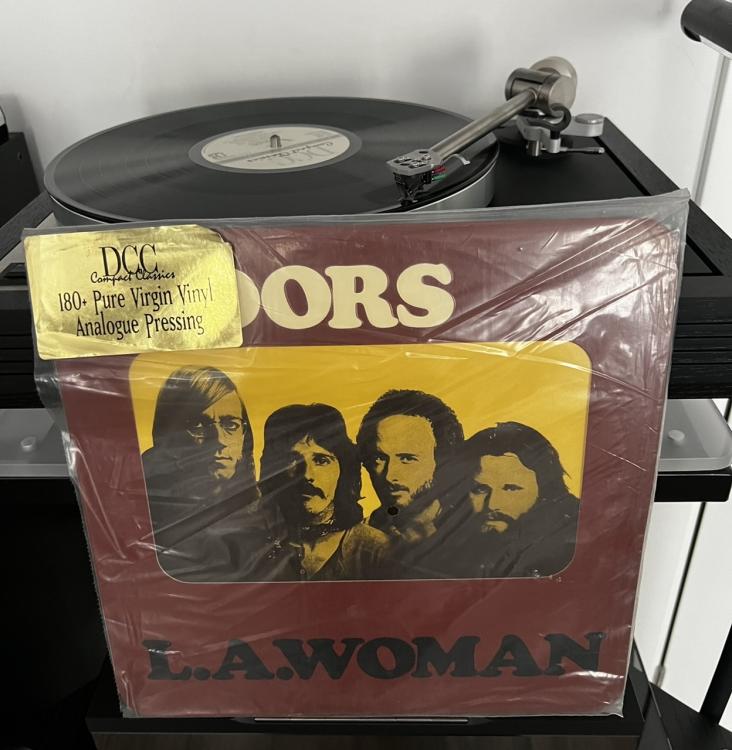 DCC
Compact Classics
180+ Pure Virgin Vinyl
Analogue Pressing
OORS
L.A.WOMAN